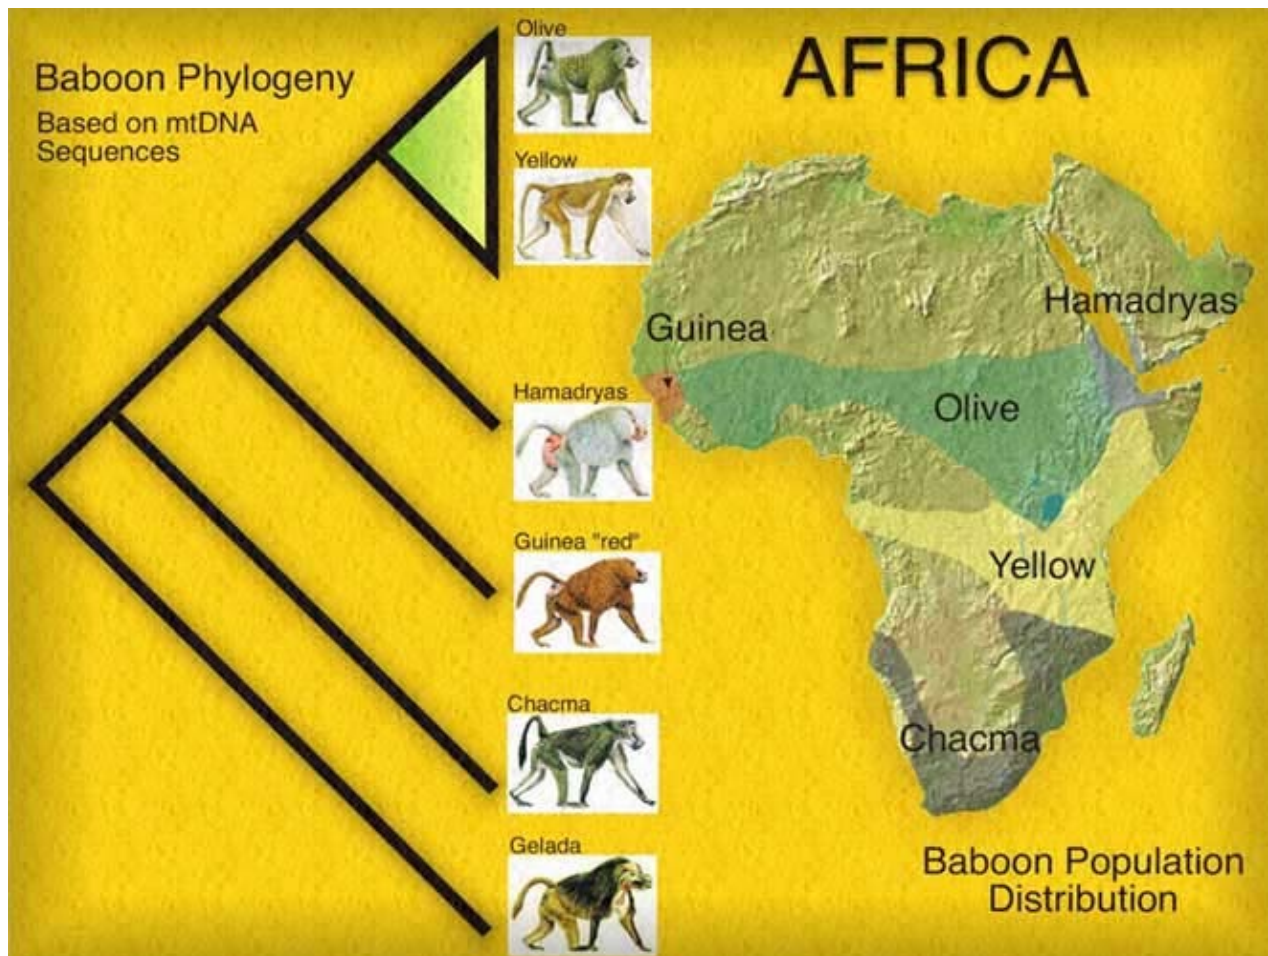 Baboon Phylogeny
Based on mtDNA
Sequences
Olive
Yellow
Hamadryas
Guinea "red"
Chacma
Gelada
AFRICA
Hamadryas
Guinea
Olive
Yellow
Chacma
Baboon Population
Distribution